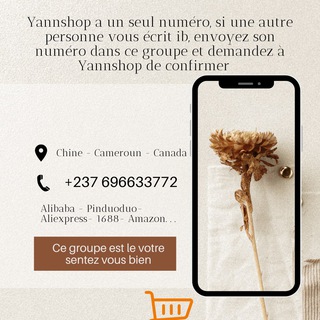 Yannshop a un seul numéro, si une autre
personne vous écrit ib, envoyez son
numéro dans ce groupe et demandez à
Yannshop de confirmer
Chine - Cameroun - Canada
+237 696633772
Alibaba - Pinduoduo-
Aliexpress- 1688- Amazon...
Ce groupe est le votre
sentez vous bien